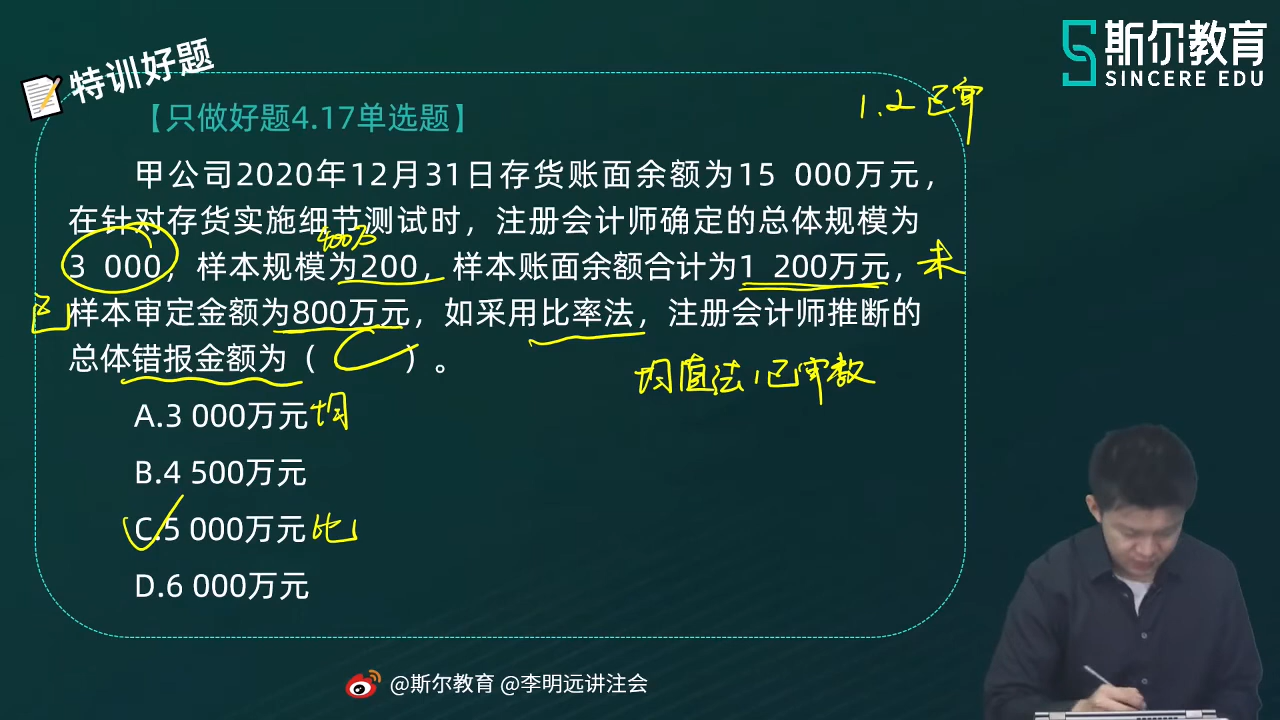 特训好题
斯尔教育
SINCERE EDU
【只做好题4.17单选题】
1.2已审
甲公司2020年12月31日存货账面余额为15 000万元，
在针对存货实施细节测试时，注册会计师确定的总体规模为
400万
3 000，样本规模为200，样本账面余额合计为1 200万元，未
已样本审定金额为800万元，如采用比率法，注册会计师推断的
总体错报金额为（ C ）。
均值法，已审数
A.3 000万元均
B.4 500万元
C.5 000万元比
D.6 000万元
@斯尔教育 @李明远讲注会